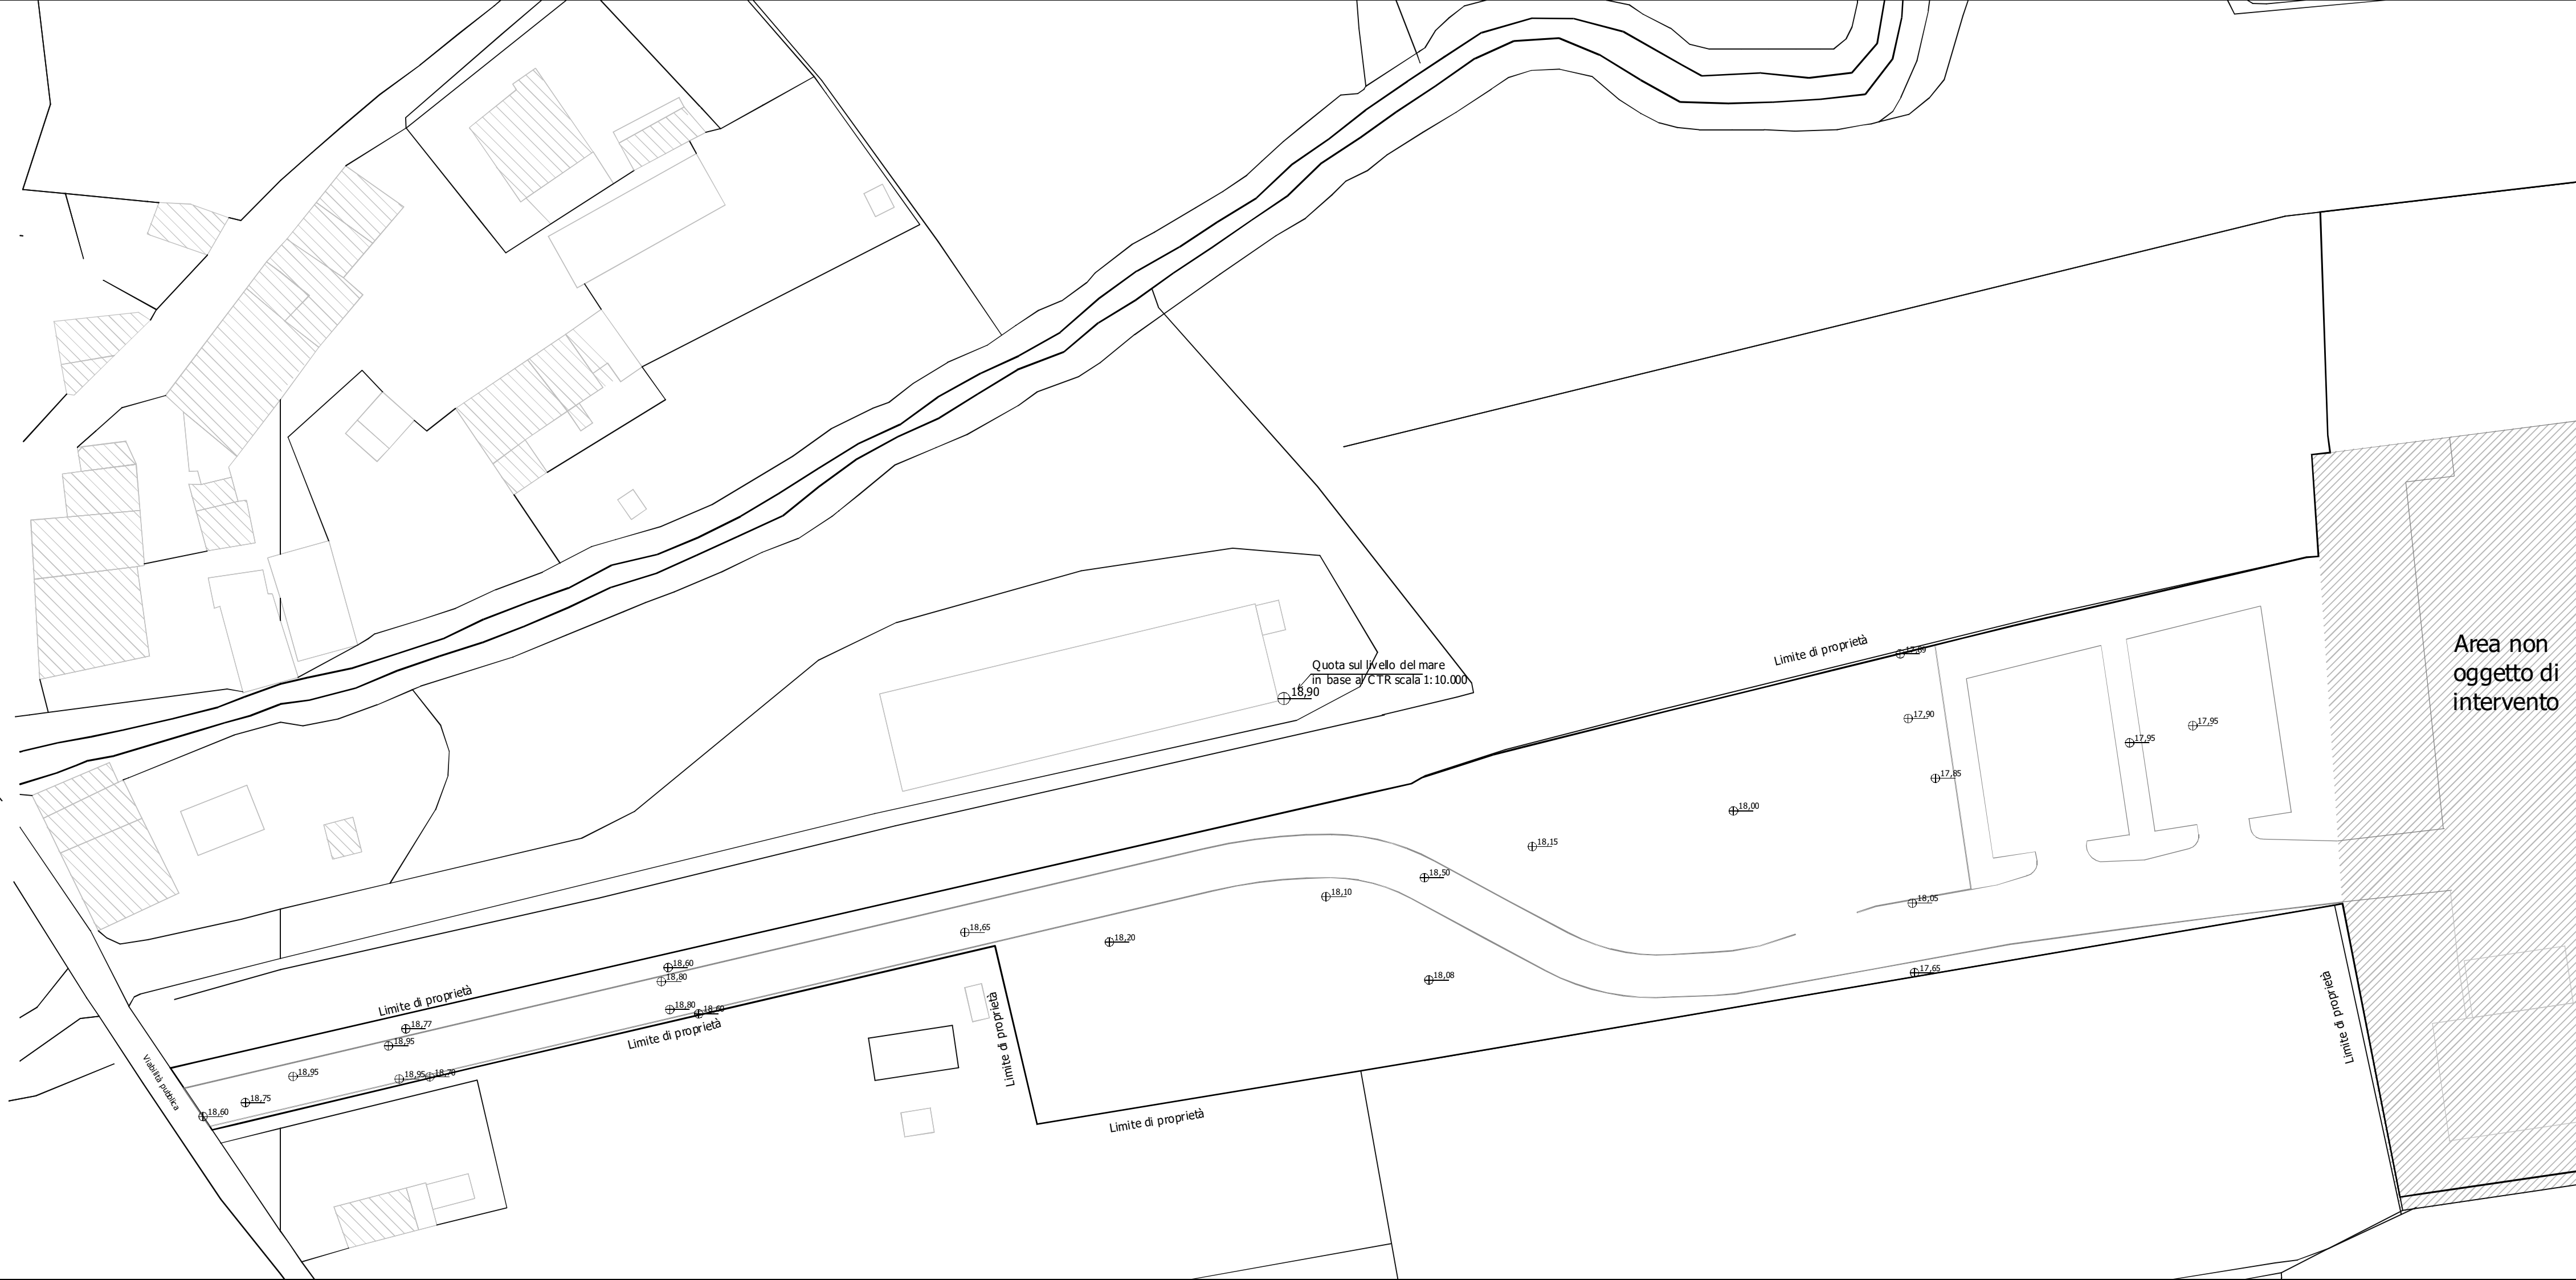 Area non
oggetto di
intervento
Limite di proprietà
Quota sul livello del mare
in base al CTR scala 1:10.000
18,90
17,90
17,95
17,95
17,85
18,00
18,15
18,50
18,10
18,05
18,65
18,20
18,60
18,80
18,08
17,65
Limite di proprietà
18,80
18,60
Limite di proprietà
Limite di proprietà
Limite di proprietà
18,77
18,95
18,95
18,95
18,70
18,75
18,60
Viabilità pubblica
Limite di proprietà